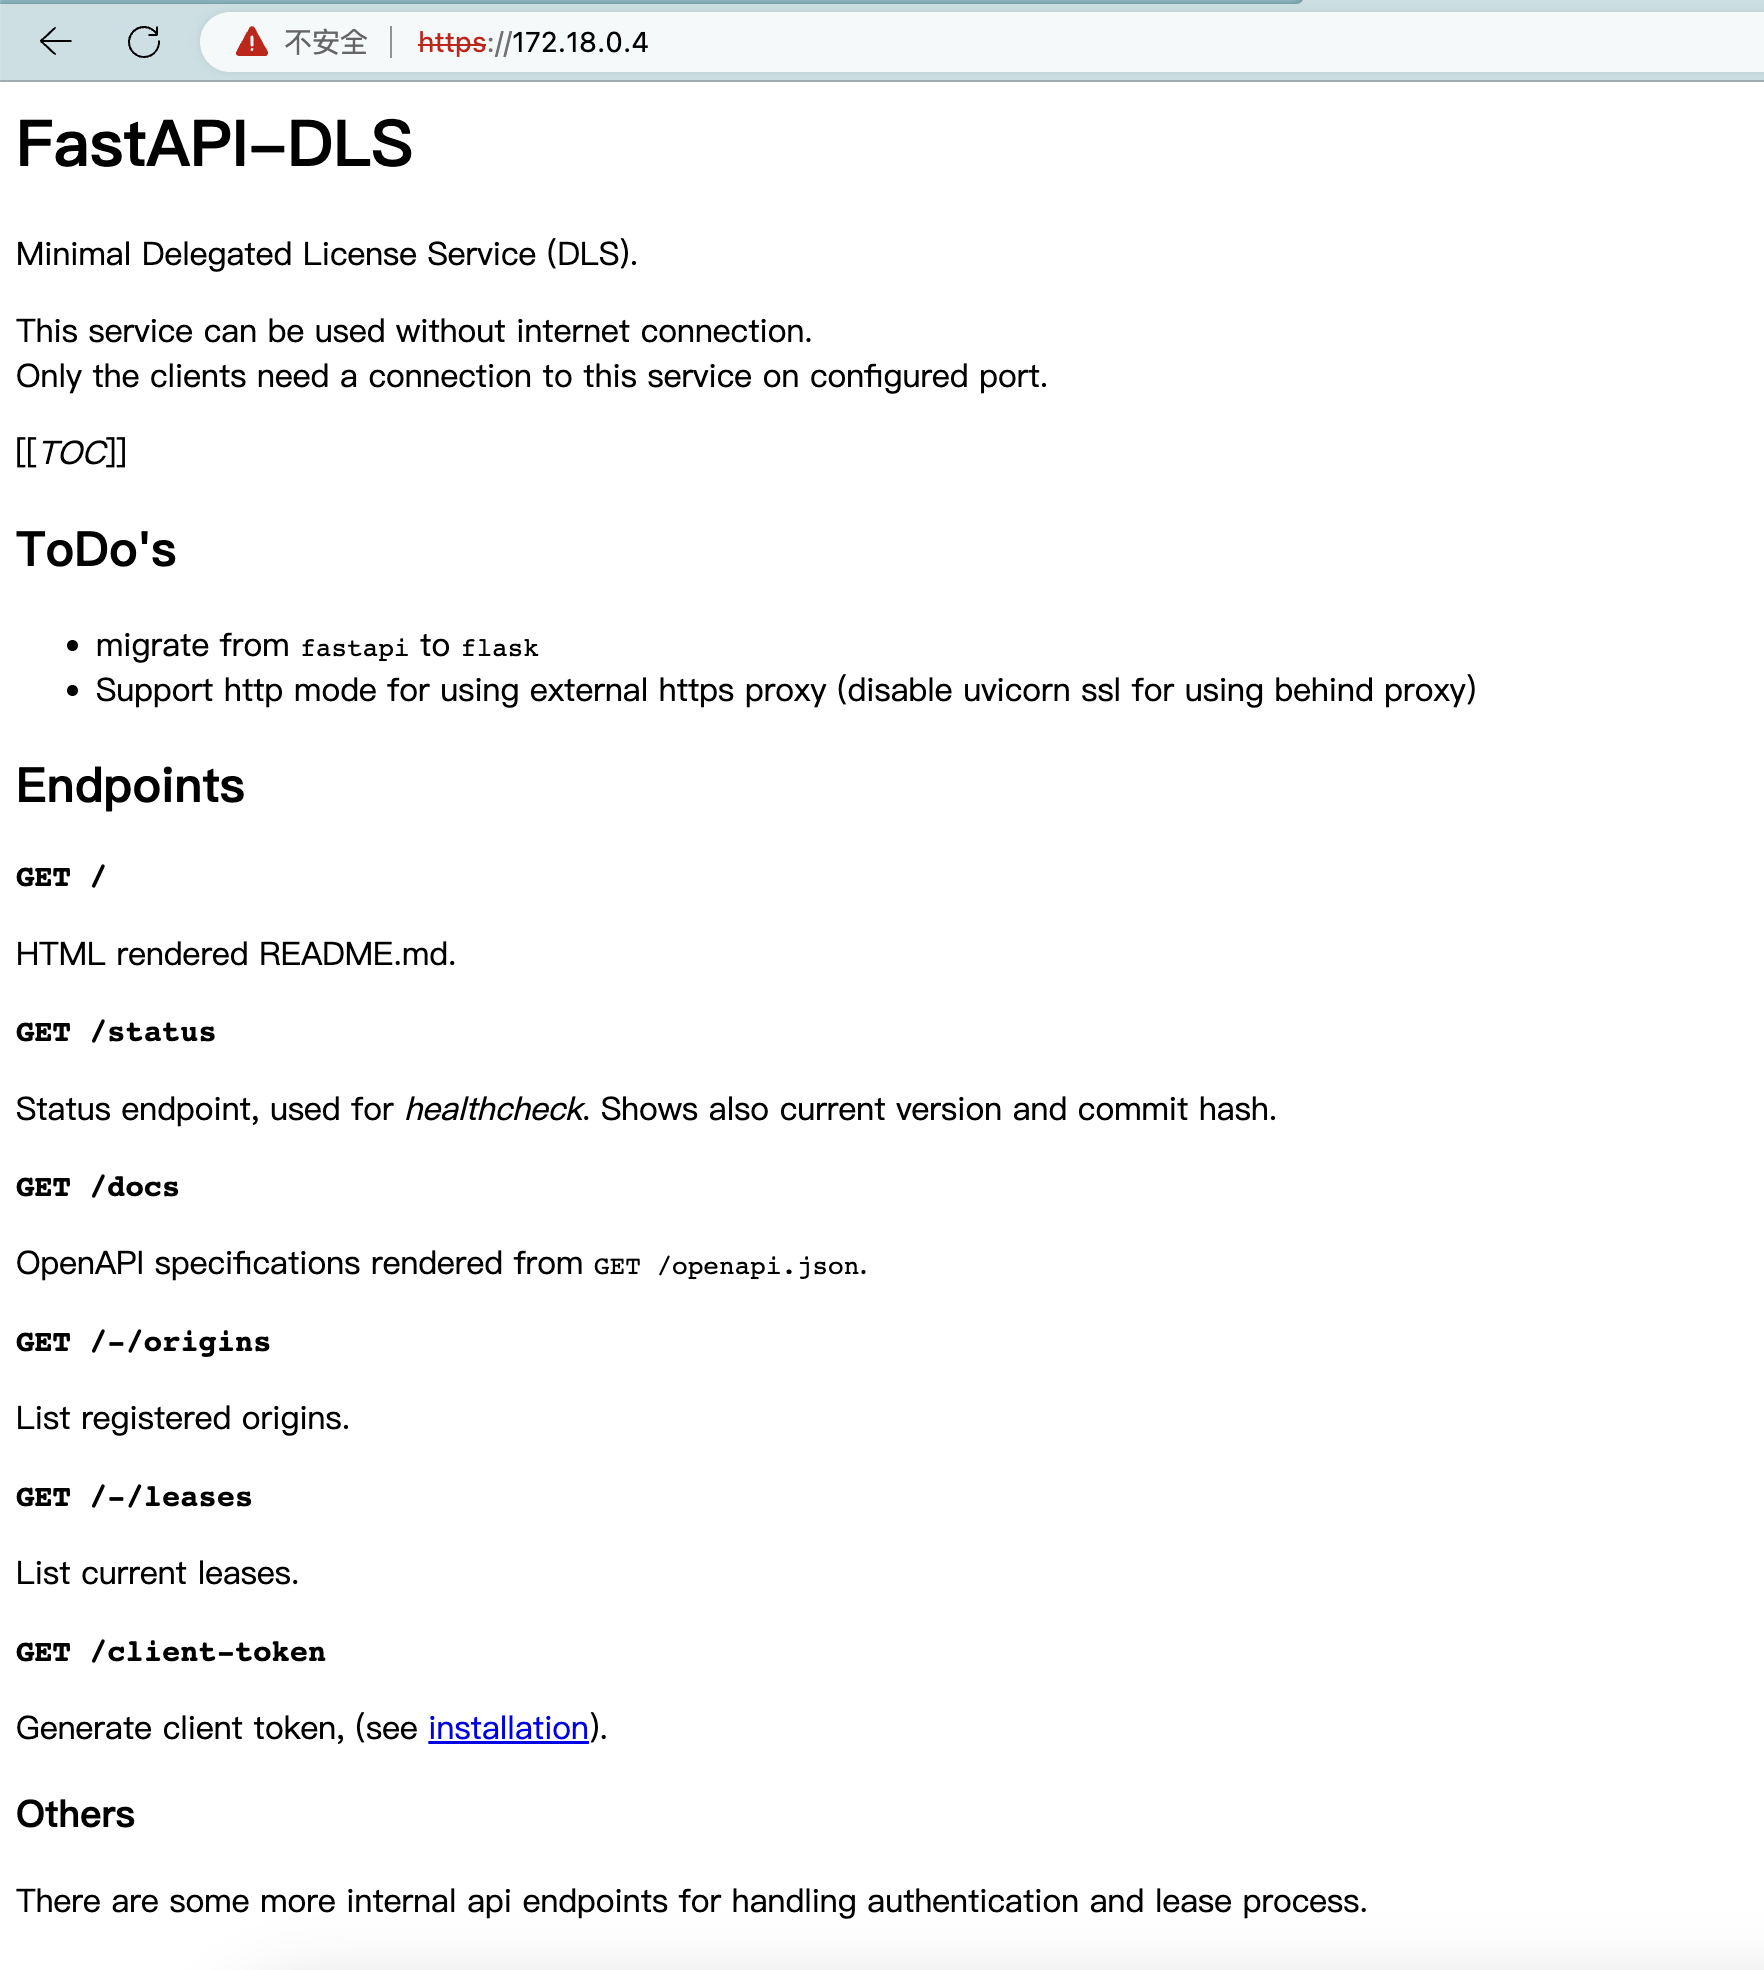 不安全 https://172.18.0.4
FastAPI-DLS
Minimal Delegated License Service (DLS).
This service can be used without internet connection.
Only the clients need a connection to this service on configured port.
[[TOC]]
ToDo's
• migrate from fastapi to flask
• Support http mode for using external https proxy (disable uvicorn ssl for using behind proxy)
Endpoints
GET /
HTML rendered README.md.
GET /status
Status endpoint, used for healthcheck. Shows also current version and commit hash.
GET /docs
OpenAPI specifications rendered from GET /openapi.json.
GET /-/origins
List registered origins.
GET /-/leases
List current leases.
GET /client-token
Generate client token, (see installation).
Others
There are some more internal api endpoints for handling authentication and lease process.